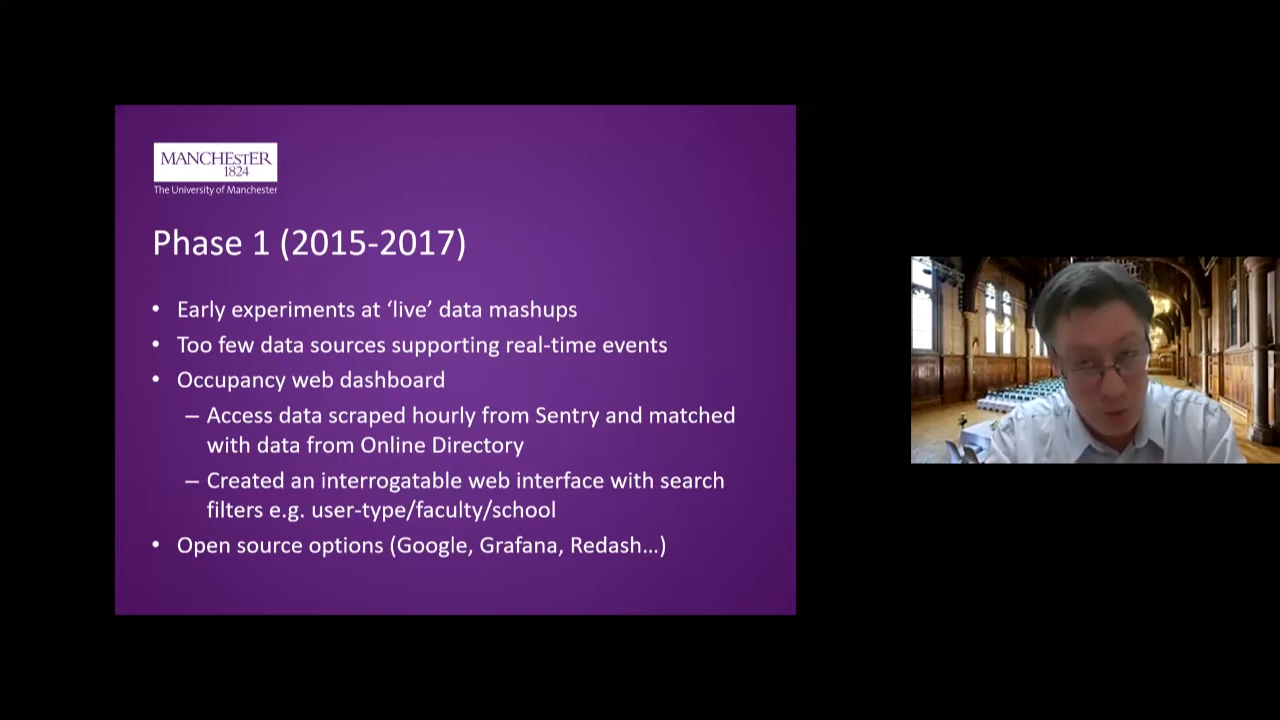 MANCHESTER
1824
The University of Manchester
Phase 1 (2015-2017)
• Early experiments at ‘live’ data mashups
• Too few data sources supporting real-time events
• Occupancy web dashboard
– Access data scraped hourly from Sentry and matched
with data from Online Directory
– Created an interrogatable web interface with search
filters e.g. user-type/faculty/school
• Open source options (Google, Grafana, Redash…)